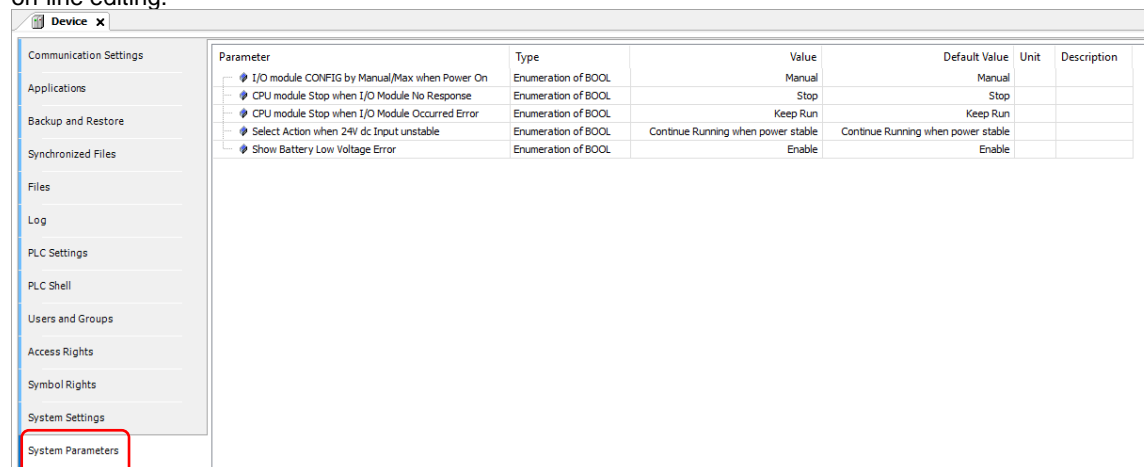 on-line editing.
Device x
Communication Settings
Applications
Backup and Restore
Synchronized Files
Files
Log
PLC Settings
PLC Shell
Users and Groups
Access Rights
Symbol Rights
System Settings
System Parameters
Parameter Type Value Default Value Unit Description
I/O module CONFIG by Manual/Max when Power On Enumeration of BOOL Manual Manual
CPU module Stop when I/O Module No Response Enumeration of BOOL Stop Stop
CPU module Stop when I/O Module Occurred Error Enumeration of BOOL Keep Run Keep Run
Select Action when 24V dc Input unstable Enumeration of BOOL Continue Running when power stable Continue Running when power stable
Show Battery Low Voltage Error Enumeration of BOOL Enable Enable